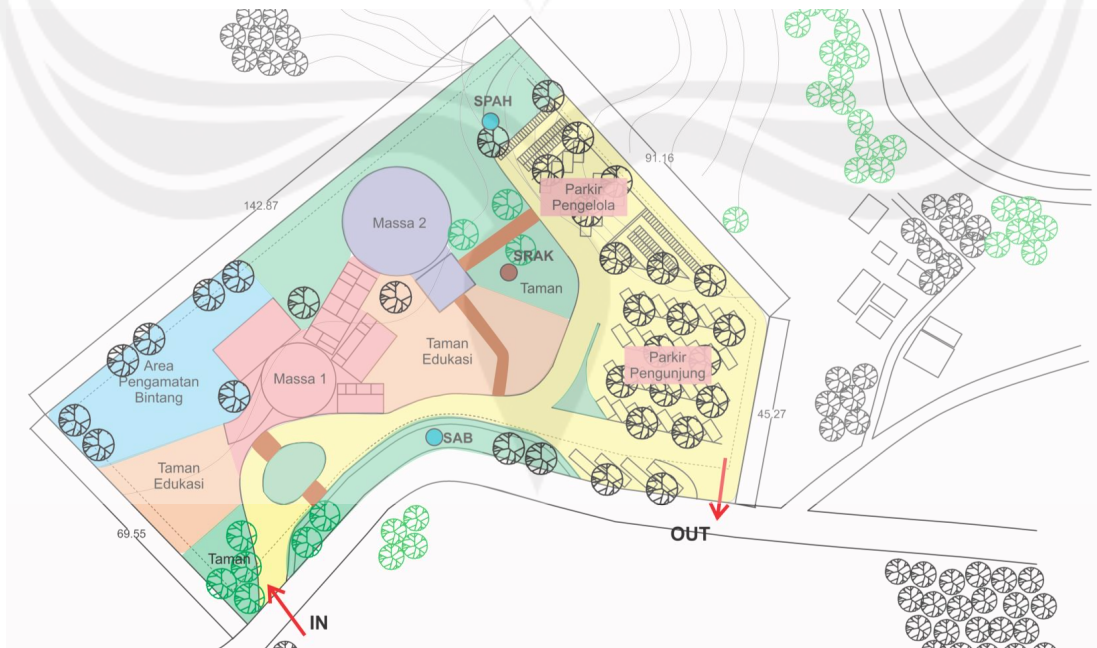 SPAH
91.16
142.87
Massa 2
Parkir
Pengelola
SRAK
Taman
Taman
Edukasi
Parkir
Pengunjung
Area
Pengamatan
Bintang
Massa 1
45.27
SAB
Taman
Edukasi
69.55
OUT
Taman
IN